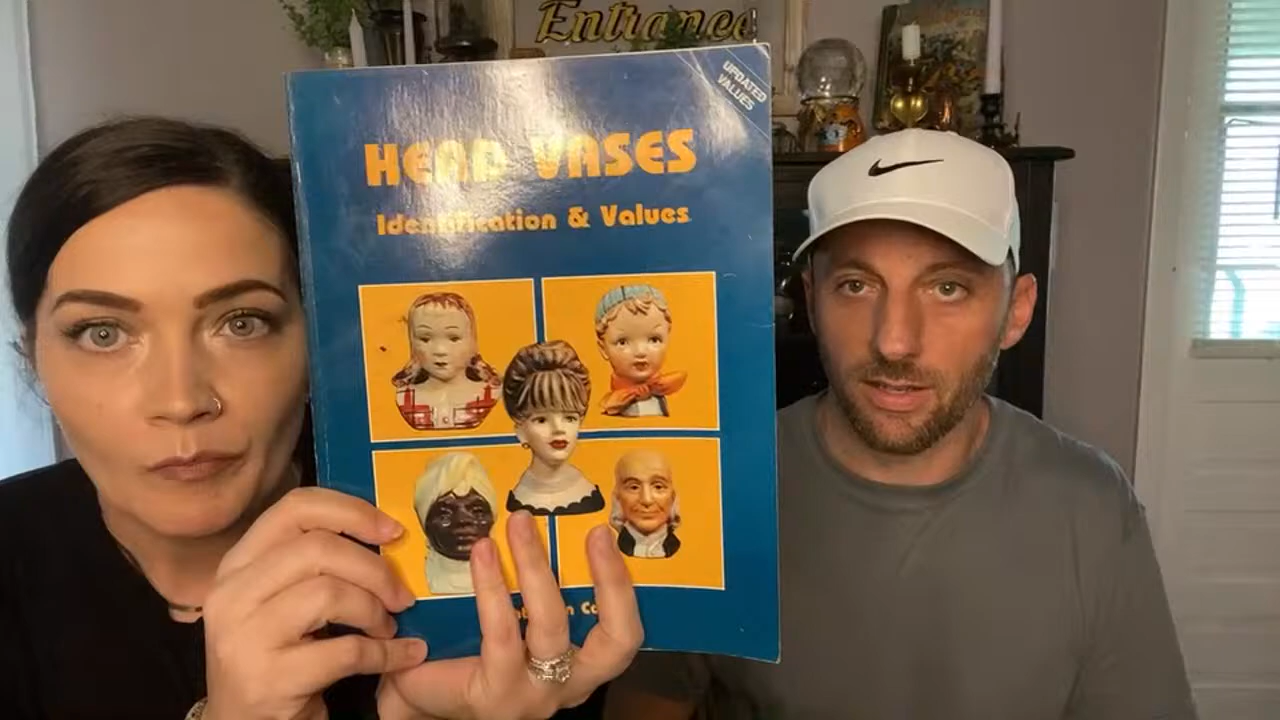 Entrance
UPDATED
VALUES
HEAD VASES
Identification & Values